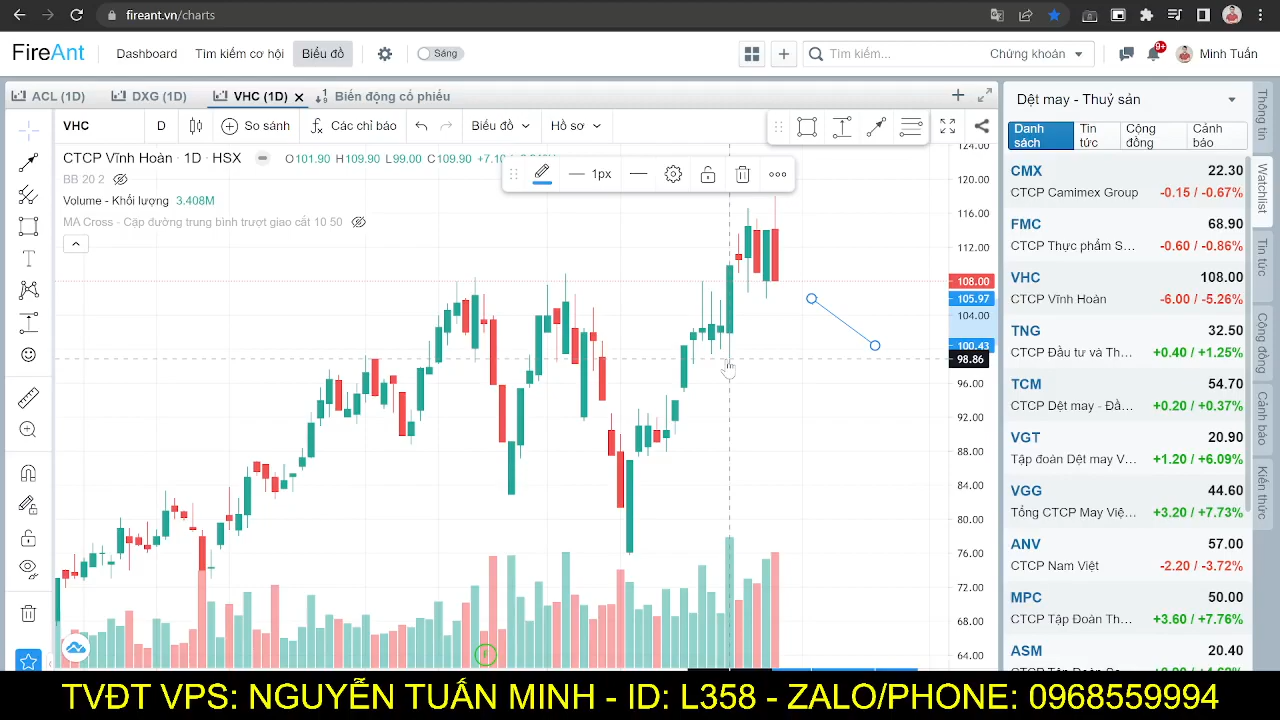 fireant.vn/charts
FireAnt Dashboard Tìm kiếm cơ hội Biểu đồ Sáng Tìm kiếm... Chứng khoán 9+ Minh Tuấn
ACL (1D) DXG (1D) VHC (1D) Biến động cổ phiếu
VHC D So sánh Các chỉ báo Biểu đồ Hồ sơ
CTCP Vĩnh Hoàn · 1D · HSX O101.90 H109.90 L99.00 C109.90
BB 20 2
1px
Volume - Khối lượng 3.408M
MA Cross - Cặp đường trung bình trượt giao cắt 10 50
124.00
120.00
116.00
112.00
108.00
105.97
104.00
100.43
98.86
96.00
92.00
88.00
84.00
80.00
76.00
72.00
68.00
64.00
Dệt may - Thuỷ sản
Danh sách
Tin tức
Cộng đồng
Cảnh báo
CMX 22.30
CTCP Camimex Group -0.15 / -0.67%
FMC 68.90
CTCP Thực phẩm S... -0.60 / -0.86%
VHC 108.00
CTCP Vĩnh Hoàn -6.00 / -5.26%
TNG 32.50
CTCP Đầu tư và Th... +0.40 / +1.25%
TCM 54.70
CTCP Dệt may - Đầ... +0.20 / +0.37%
VGT 20.90
Tập đoàn Dệt may V... +1.20 / +6.09%
VGG 44.60
Tổng CTCP May Việ... +3.20 / +7.73%
ANV 57.00
CTCP Nam Việt -2.20 / -3.72%
MPC 50.00
CTCP Tập Đoàn Th... +3.60 / +7.76%
ASM 20.40
Thông tin
Watchlist
Tin tức
Cộng đồng
Cảnh báo
Kiến thức
TVĐT VPS: NGUYỄN TUẤN MINH - ID: L358 - ZALO/PHONE: 0968559994